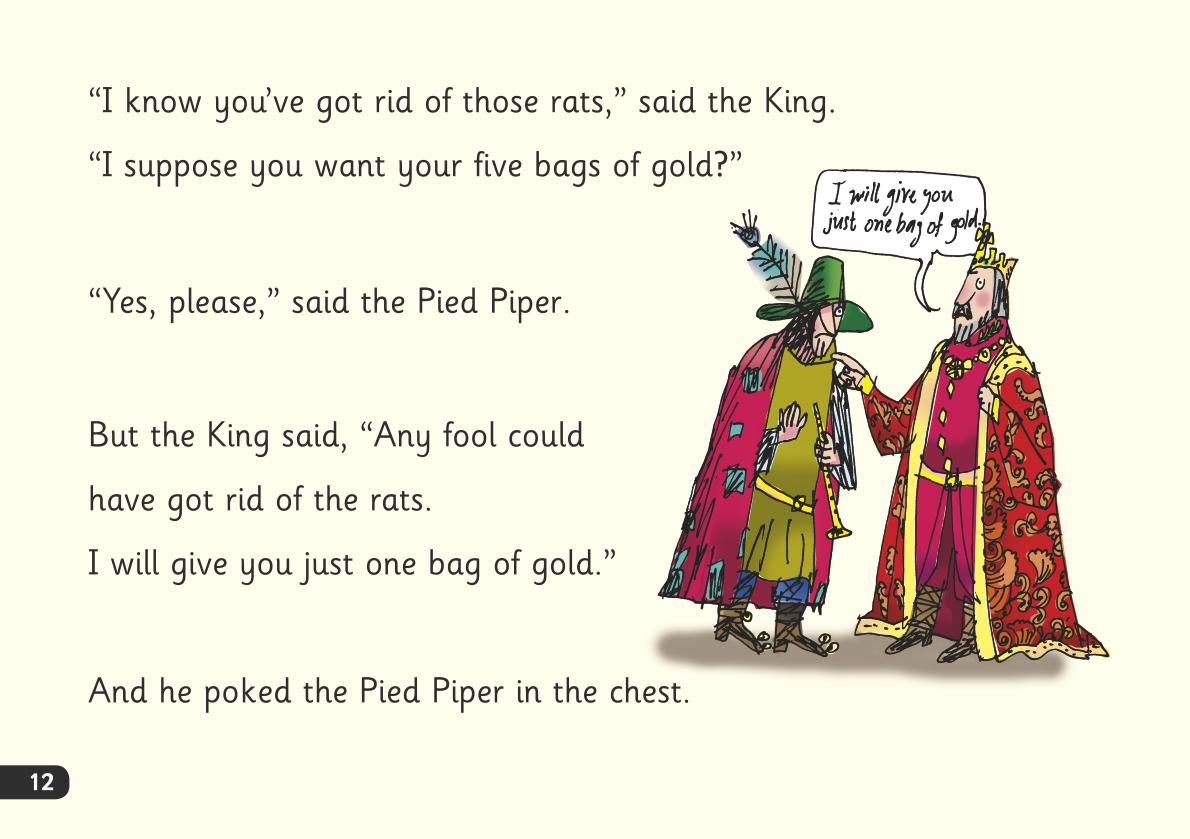 “I know you’ve got rid of those rats,” said the King.
“I suppose you want your five bags of gold?”
I will give you
just one bag of gold.
“Yes, please,” said the Pied Piper.
But the King said, “Any fool could
have got rid of the rats.
I will give you just one bag of gold.”
And he poked the Pied Piper in the chest.
12